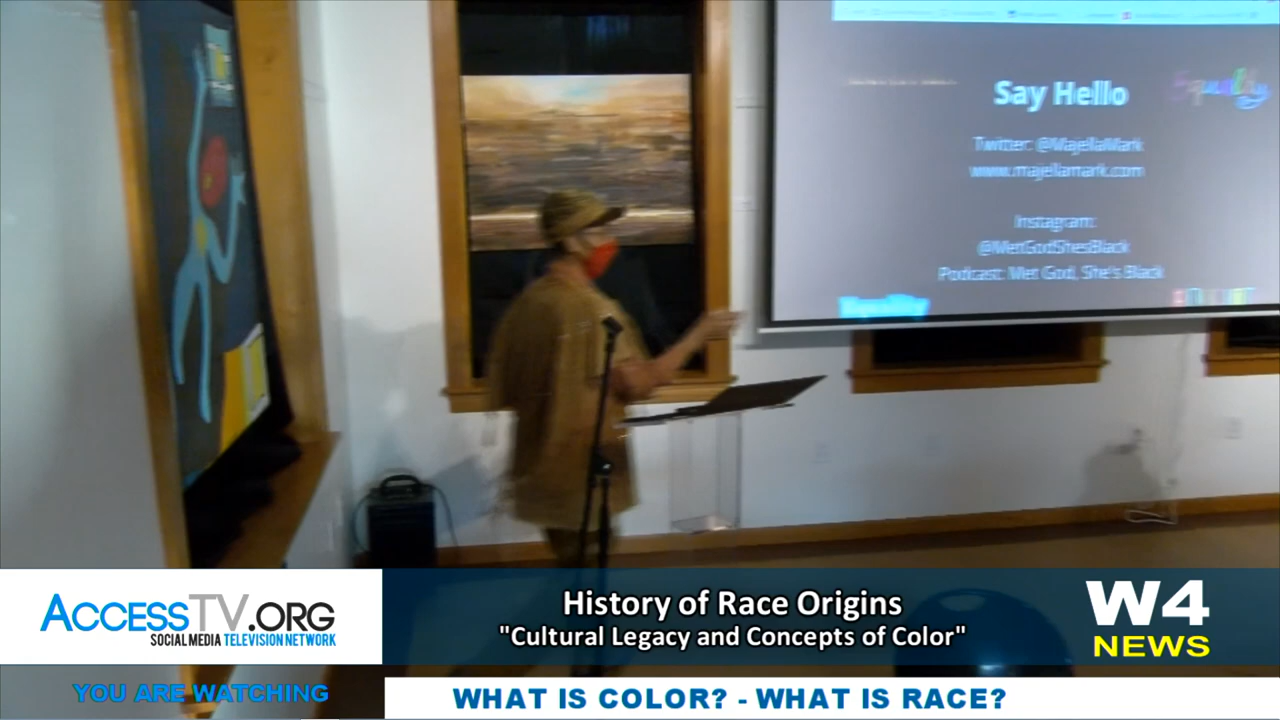 Say Hello
Equality
Twitter: @MajellaMark
www.majellamark.com
Instagram:
@MetGodShesBlack
Podcast: Met God, She's Black
Equality
ACCESSTV.ORG
SOCIAL MEDIA TELEVISION NETWORK
History of Race Origins
"Cultural Legacy and Concepts of Color"
W4
NEWS
YOU ARE WATCHING
WHAT IS COLOR? - WHAT IS RACE?